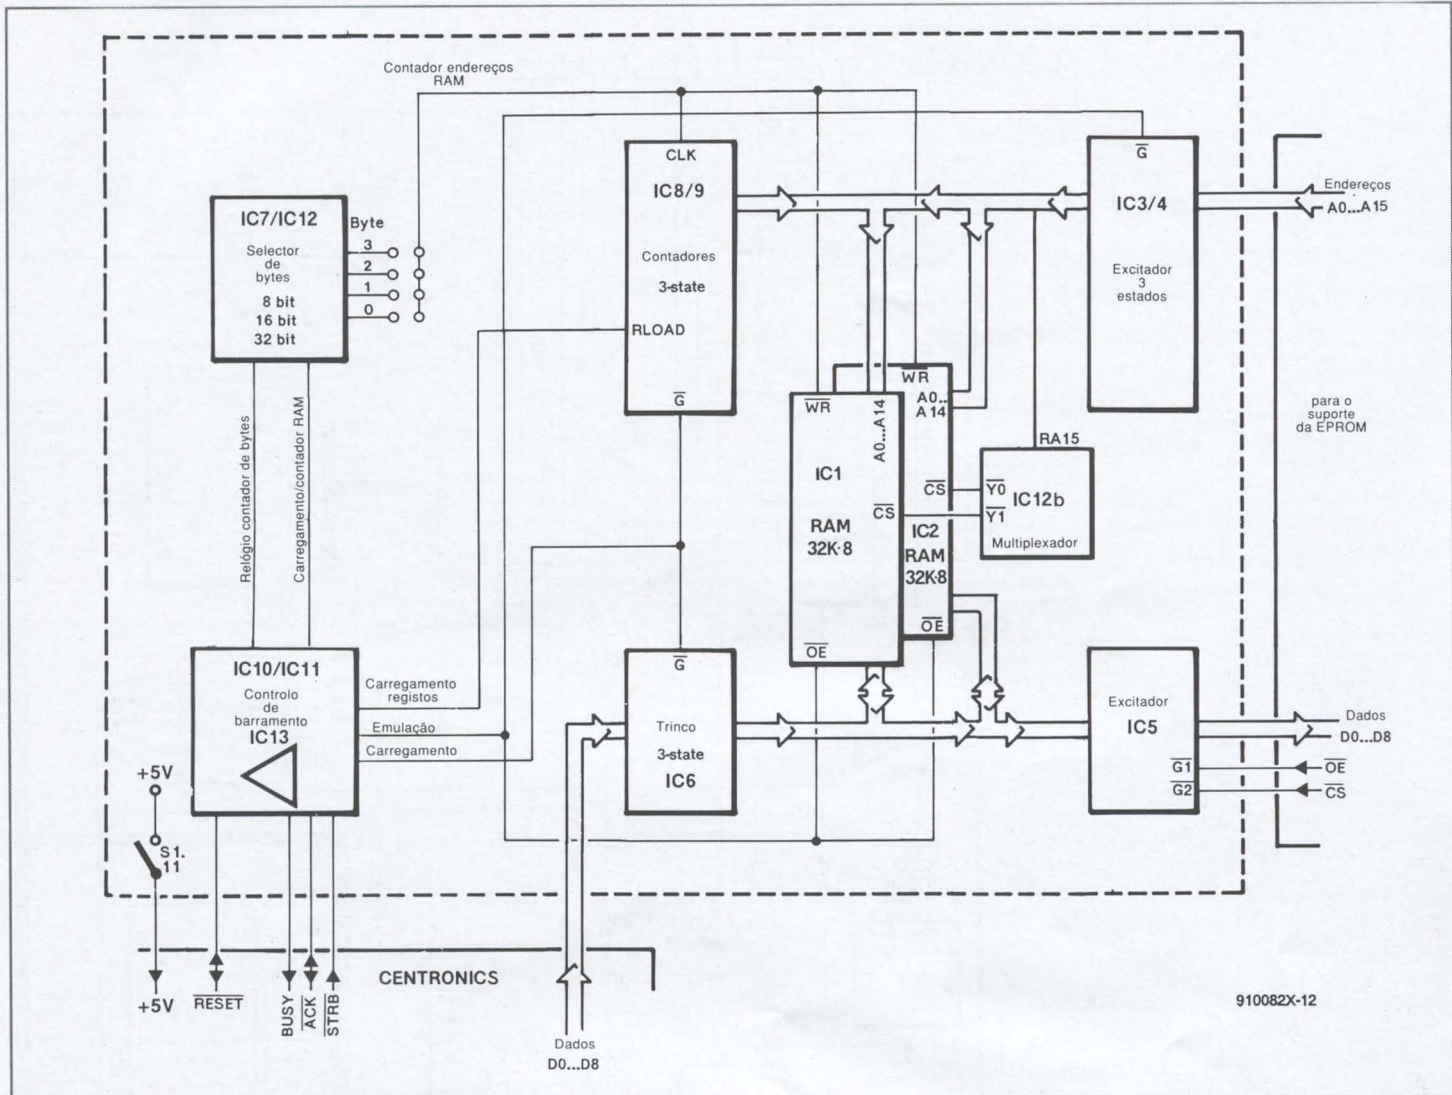 Contador endereços
RAM
IC7/IC12
Selector
de
bytes
8 bit
16 bit
32 bit
Byte
3
2
1
0
CLK
IC8/9
Contadores
3-state
RLOAD
G
G
IC3/4
Excitador
3
estados
Endereços
A0...A15
para o
suporte
da EPROM
Relógio contador de bytes
Carregamento/contador RAM
WR
A0..
A14
WR
A0...A14
IC1
RAM
32K·8
CS
OE
CS
IC2
RAM
32K·8
OE
RA15
Y0
Y1
IC12b
Multiplexador
IC10/IC11
Controlo
de
barramento
IC13
Carregamento
registos
Emulação
Carregamento
G
Trinco
3-state
IC6
Excitador
IC5
G1
G2
Dados
D0...D8
OE
CS
+5V
S1.
11
+5V
RESET
BUSY
ACK
STRB
CENTRONICS
Dados
D0...D8
910082X-12